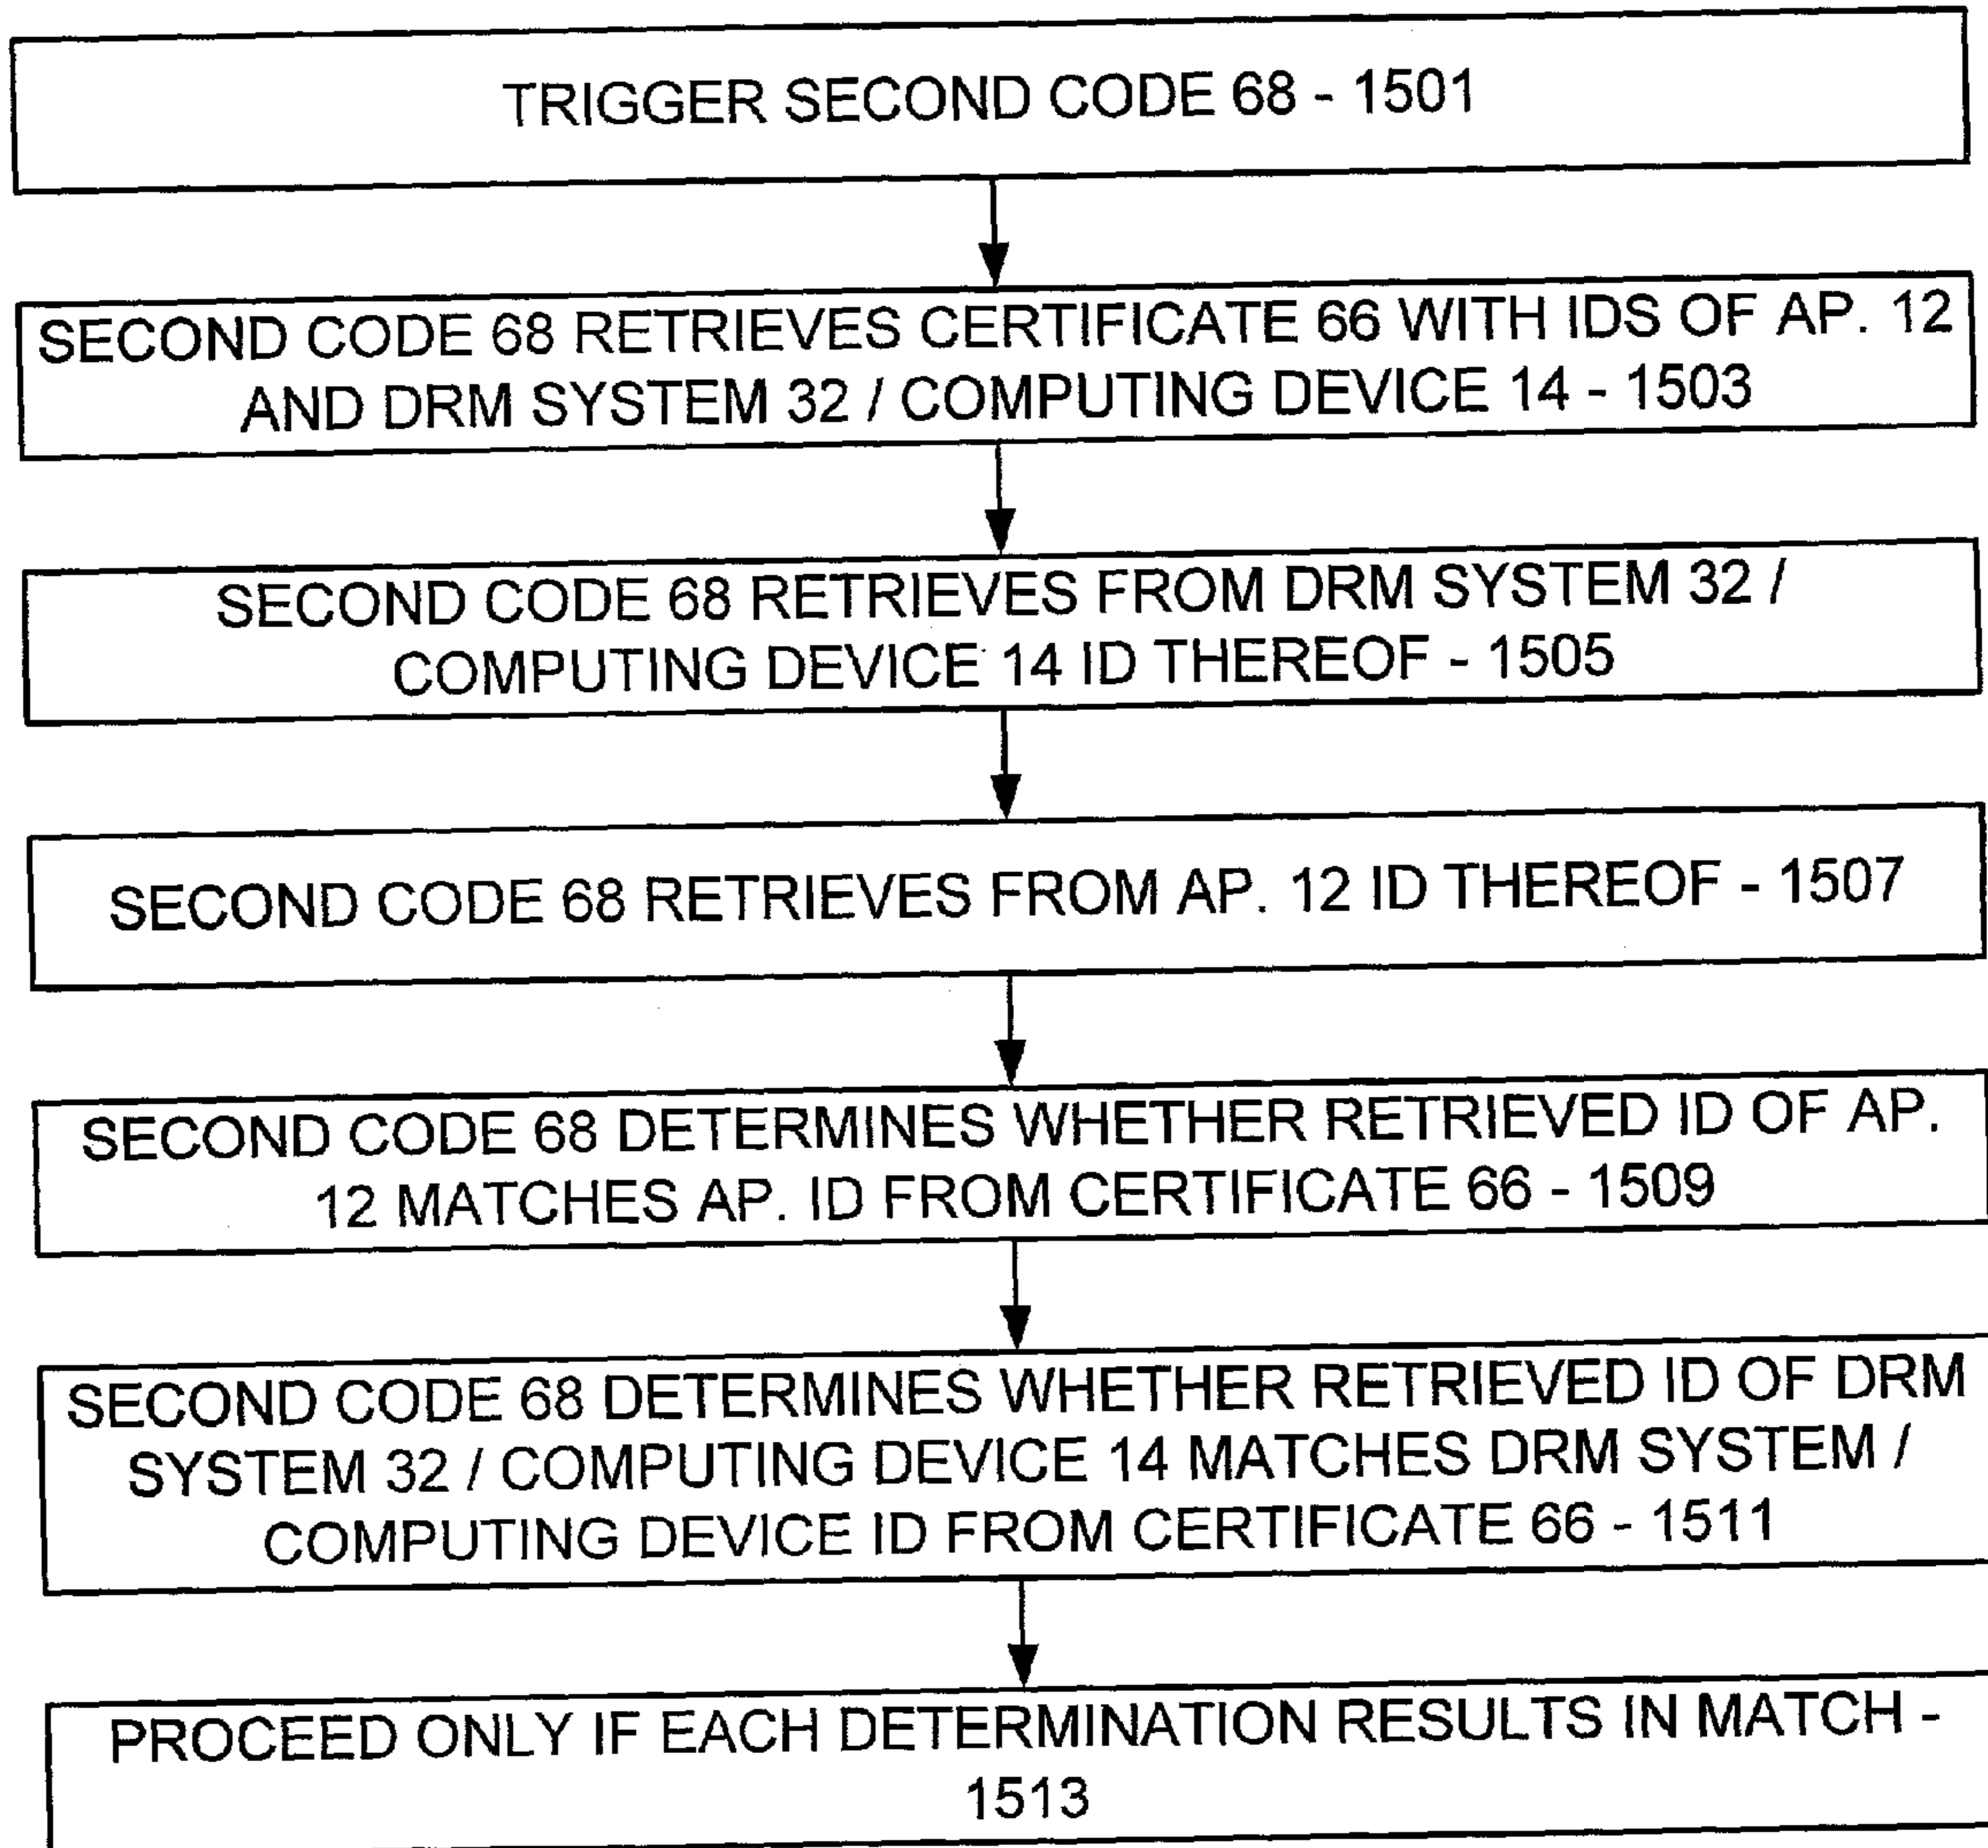 TRIGGER SECOND CODE 68 - 1501
SECOND CODE 68 RETRIEVES CERTIFICATE 66 WITH IDS OF AP. 12
AND DRM SYSTEM 32 / COMPUTING DEVICE 14 - 1503
SECOND CODE 68 RETRIEVES FROM DRM SYSTEM 32 /
COMPUTING DEVICE 14 ID THEREOF - 1505
SECOND CODE 68 RETRIEVES FROM AP. 12 ID THEREOF - 1507
SECOND CODE 68 DETERMINES WHETHER RETRIEVED ID OF AP.
12 MATCHES AP. ID FROM CERTIFICATE 66 - 1509
SECOND CODE 68 DETERMINES WHETHER RETRIEVED ID OF DRM
SYSTEM 32 / COMPUTING DEVICE 14 MATCHES DRM SYSTEM /
COMPUTING DEVICE ID FROM CERTIFICATE 66 - 1511
PROCEED ONLY IF EACH DETERMINATION RESULTS IN MATCH -
1513